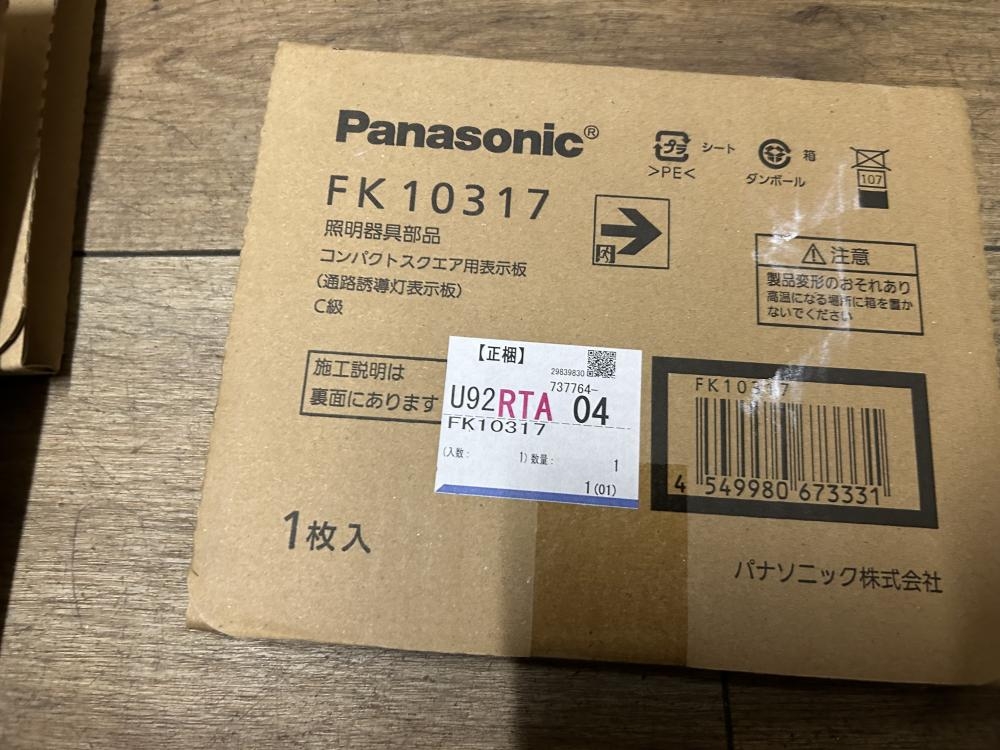 Panasonic®
FK10317
照明器具部品
コンパクトスクエア用表示板
(通路誘導灯表示板)
C級
プラ
シート
>PE<
箱
ダンボール
107
注意
製品変形のおそれあり
高温になる場所に箱を置か
ないでください
施工説明は
裏面にあります
【正梱】
29839830
737764-
U92RTA 04
FK10317
(入数: 1) 数量: 1
1(01)
FK10317
4 549980 673331
1枚入
パナソニック株式会社